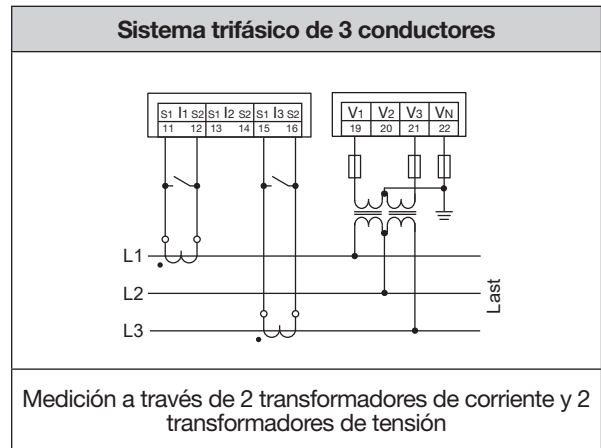 Sistema trifásico de 3 conductores
S1 I1 S2 S1 I2 S2 S1 I3 S2
11 12 13 14 15 16
V1 V2 V3 VN
19 20 21 22
L1
L2
L3
Last
Medición a través de 2 transformadores de corriente y 2
transformadores de tensión